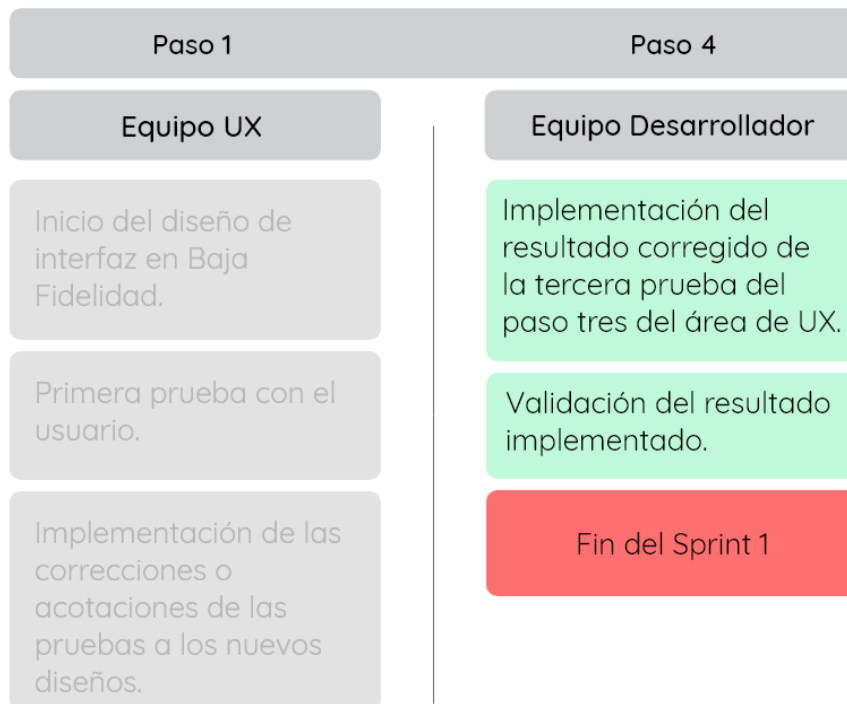 Paso 1
Paso 4
Equipo UX
Inicio del diseño de
interfaz en Baja
Fidelidad.
Primera prueba con el
usuario.
Implementación de las
correcciones o
acotaciones de las
pruebas a los nuevos
diseños.
Equipo Desarrollador
Implementación del
resultado corregido de
la tercera prueba del
paso tres del área de UX.
Validación del resultado
implementado.
Fin del Sprint 1